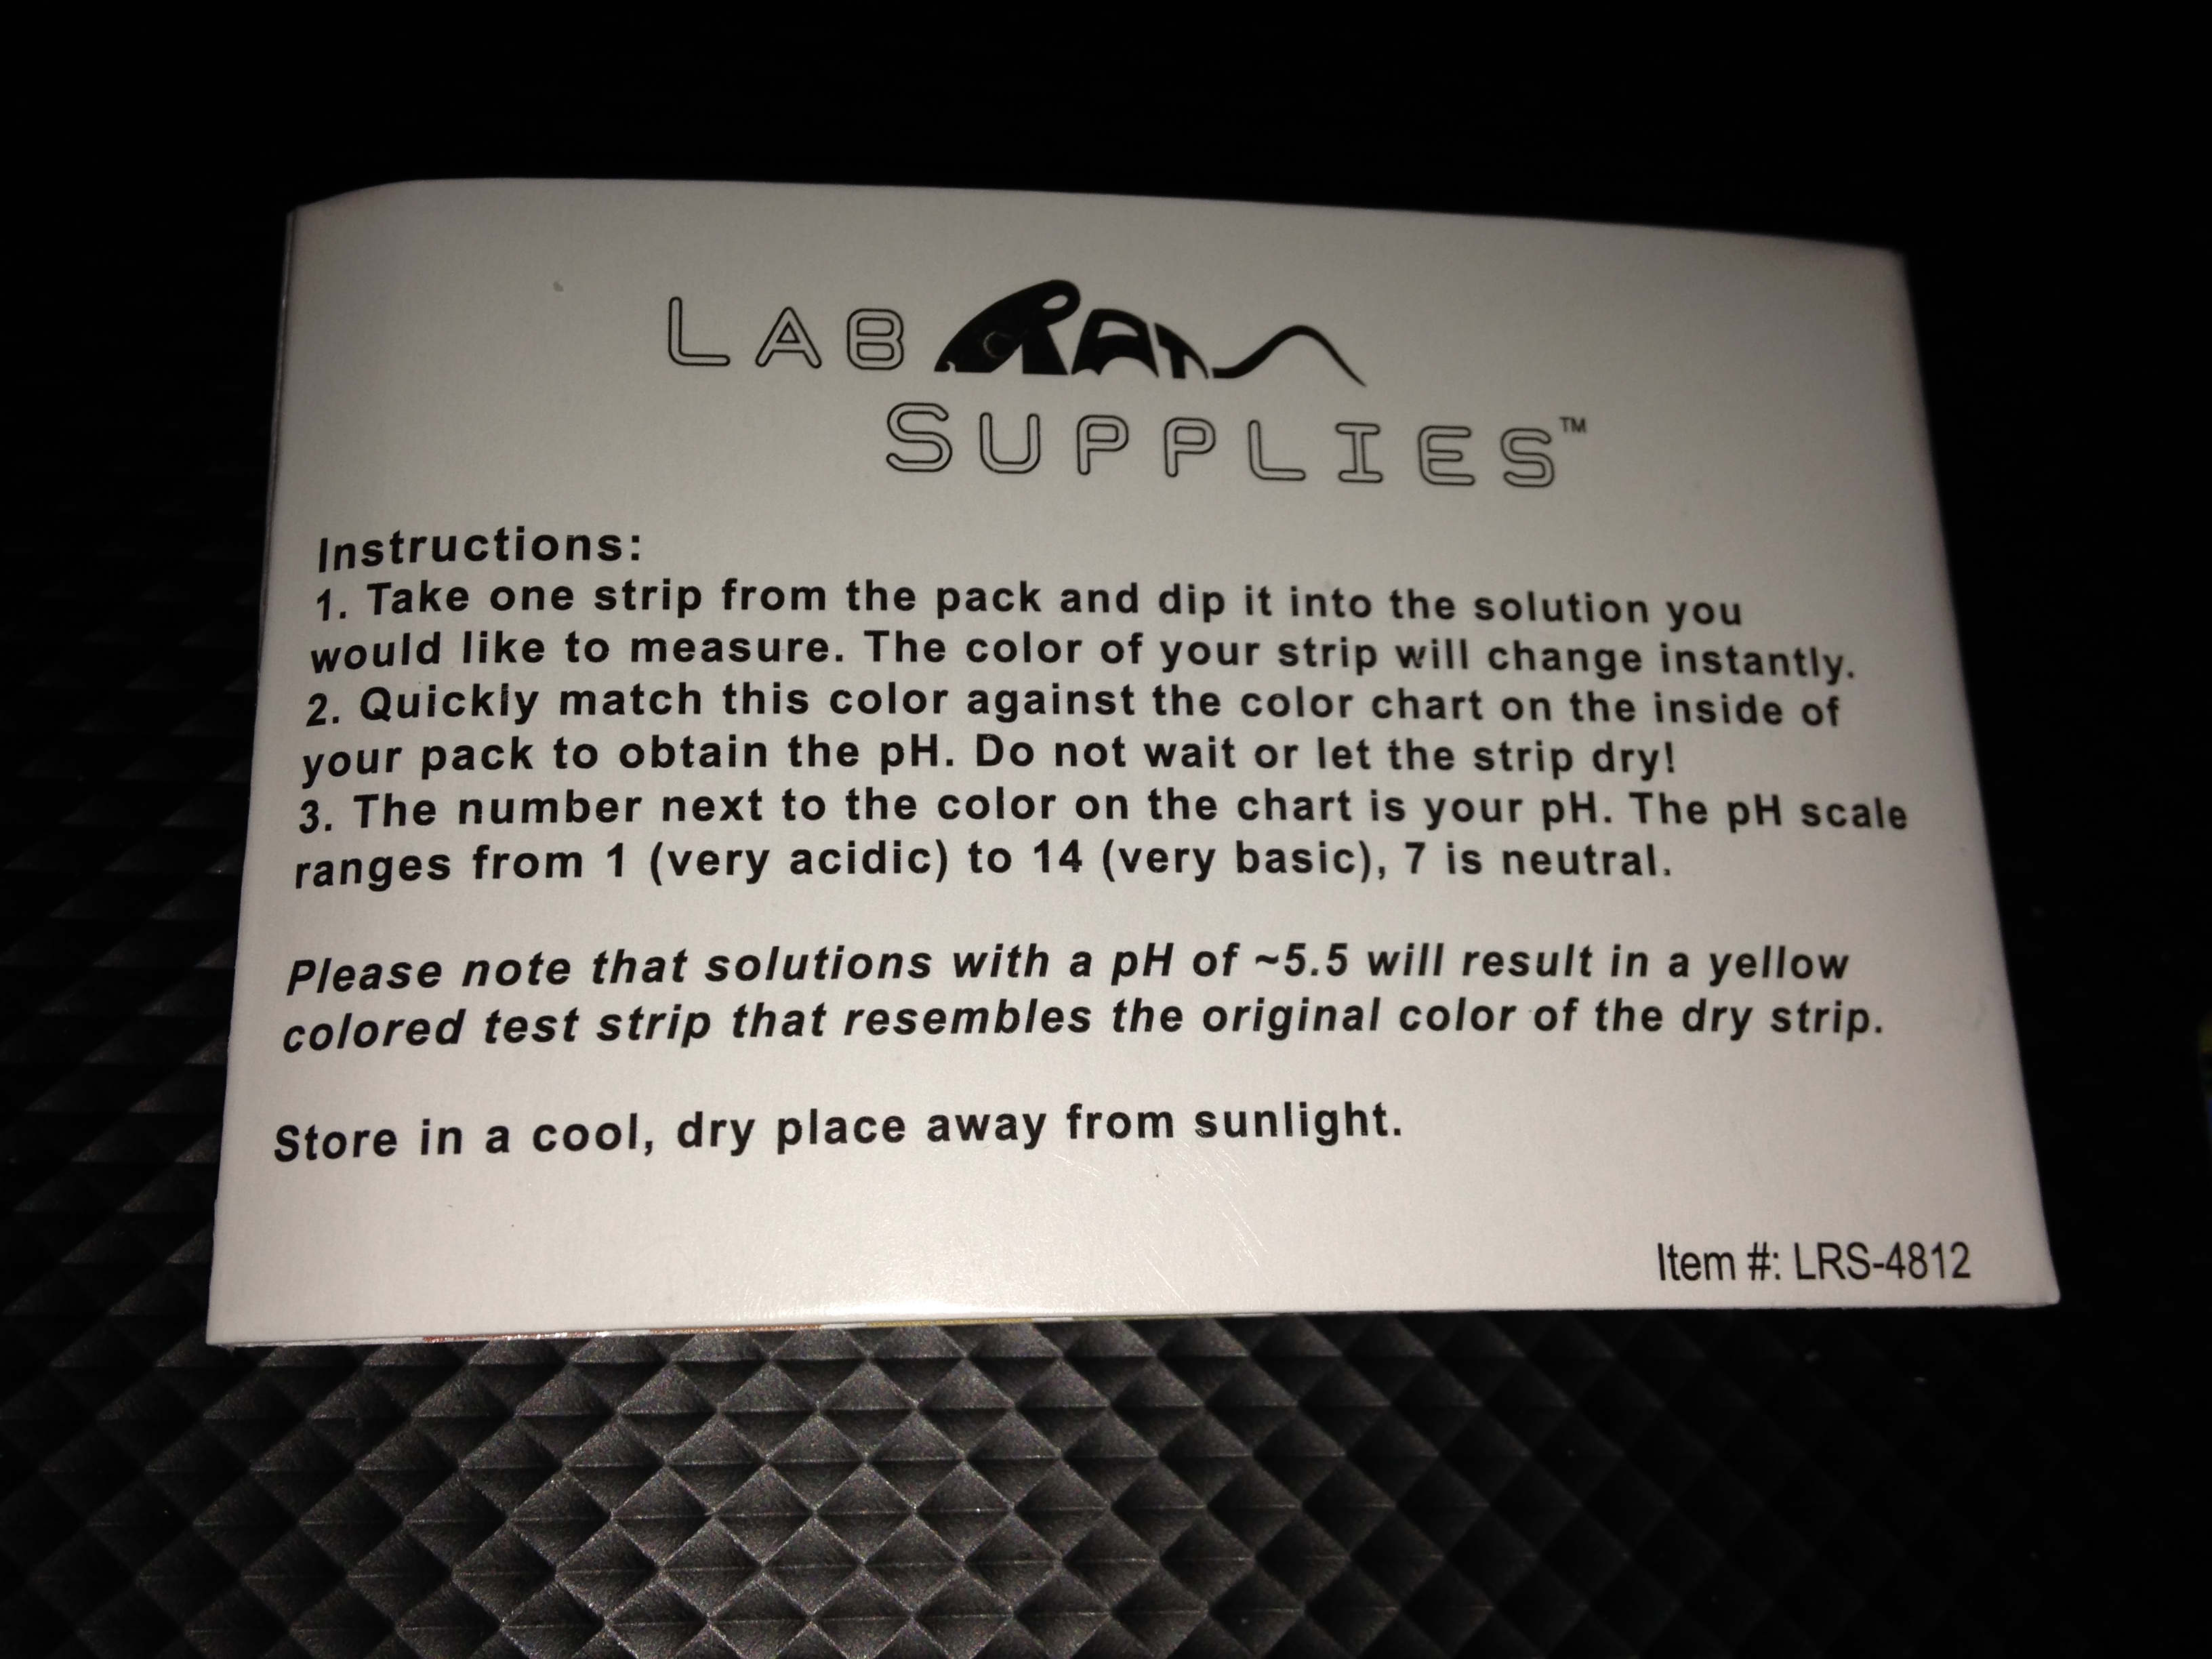 LAB RAT
SUPPLIES™
Instructions:
1. Take one strip from the pack and dip it into the solution you
would like to measure. The color of your strip will change instantly.
2. Quickly match this color against the color chart on the inside of
your pack to obtain the pH. Do not wait or let the strip dry!
3. The number next to the color on the chart is your pH. The pH scale
ranges from 1 (very acidic) to 14 (very basic), 7 is neutral.
Please note that solutions with a pH of ~5.5 will result in a yellow
colored test strip that resembles the original color of the dry strip.
Store in a cool, dry place away from sunlight.
Item #: LRS-4812